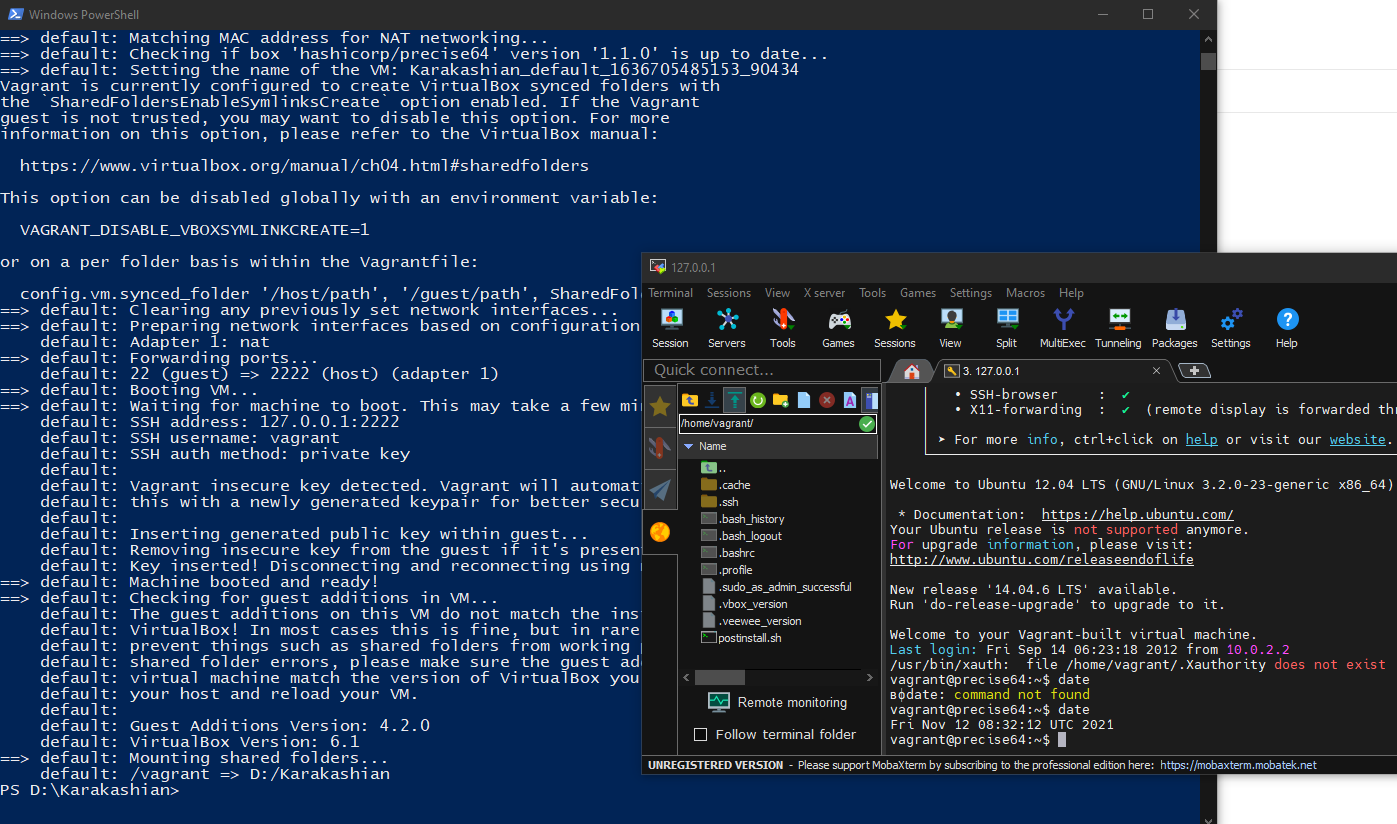 Windows PowerShell
==> default: Matching MAC address for NAT networking...
==> default: Checking if box 'hashicorp/precise64' version '1.1.0' is up to date...
==> default: Setting the name of the VM: Karakashian_default_1636705485153_90434
Vagrant is currently configured to create VirtualBox synced folders with
the `SharedFoldersEnableSymlinksCreate` option enabled. If the Vagrant
guest is not trusted, you may want to disable this option. For more
information on this option, please refer to the VirtualBox manual:
https://www.virtualbox.org/manual/ch04.html#sharedfolders
This option can be disabled globally with an environment variable:
VAGRANT_DISABLE_VBOXSYMLINKCREATE=1
or on a per folder basis within the Vagrantfile:
config.vm.synced_folder '/host/path', '/guest/path', SharedFol
==> default: Clearing any previously set network interfaces...
==> default: Preparing network interfaces based on configuration
default: Adapter 1: nat
==> default: Forwarding ports...
default: 22 (guest) => 2222 (host) (adapter 1)
==> default: Booting VM...
==> default: Waiting for machine to boot. This may take a few mi
default: SSH address: 127.0.0.1:2222
default: SSH username: vagrant
default: SSH auth method: private key
default:
default: Vagrant insecure key detected. Vagrant will automat
default: this with a newly generated keypair for better secu
default:
default: Inserting generated public key within guest...
default: Removing insecure key from the guest if it's presen
default: Key inserted! Disconnecting and reconnecting using
==> default: Machine booted and ready!
==> default: Checking for guest additions in VM...
default: The guest additions on this VM do not match the ins
default: VirtualBox! In most cases this is fine, but in rare
default: prevent things such as shared folders from working
default: shared folder errors, please make sure the guest ad
default: virtual machine match the version of VirtualBox you
default: your host and reload your VM.
default:
default: Guest Additions Version: 4.2.0
default: VirtualBox Version: 6.1
==> default: Mounting shared folders...
default: /vagrant => D:/Karakashian
PS D:\Karakashian>
127.0.0.1
Terminal Sessions View X server Tools Games Settings Macros Help
Session Servers Tools Games Sessions View Split MultiExec Tunneling Packages Settings Help
Quick connect...
3. 127.0.0.1
/home/vagrant/
Name
..
.cache
.ssh
.bash_history
.bash_logout
.bashrc
.profile
.sudo_as_admin_successful
.vbox_version
.veewee_version
postinstall.sh
Remote monitoring
Follow terminal folder
• SSH-browser : ✔
• X11-forwarding : ✔ (remote display is forwarded thr
➤ For more info, ctrl+click on help or visit our website.
Welcome to Ubuntu 12.04 LTS (GNU/Linux 3.2.0-23-generic x86_64)
* Documentation: https://help.ubuntu.com/
Your Ubuntu release is not supported anymore.
For upgrade information, please visit:
http://www.ubuntu.com/releaseendoflife
New release '14.04.6 LTS' available.
Run 'do-release-upgrade' to upgrade to it.
Welcome to your Vagrant-built virtual machine.
Last login: Fri Sep 14 06:23:18 2012 from 10.0.2.2
/usr/bin/xauth: file /home/vagrant/.Xauthority does not exist
vagrant@precise64:~$ date
date: command not found
vagrant@precise64:~$ date
Fri Nov 12 08:32:12 UTC 2021
vagrant@precise64:~$
UNREGISTERED VERSION - Please support MobaXterm by subscribing to the professional edition here: https://mobaxterm.mobatek.net